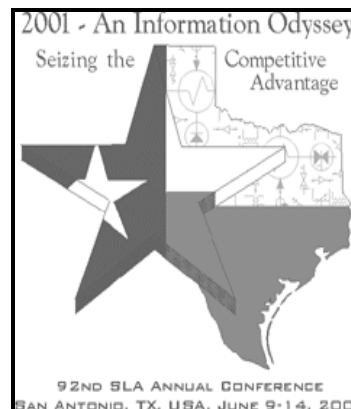 2001 - An Information Odyssey
Seizing the Competitive
Advantage
92ND SLA ANNUAL CONFERENCE
SAN ANTONIO, TX, USA, JUNE 9-14, 200